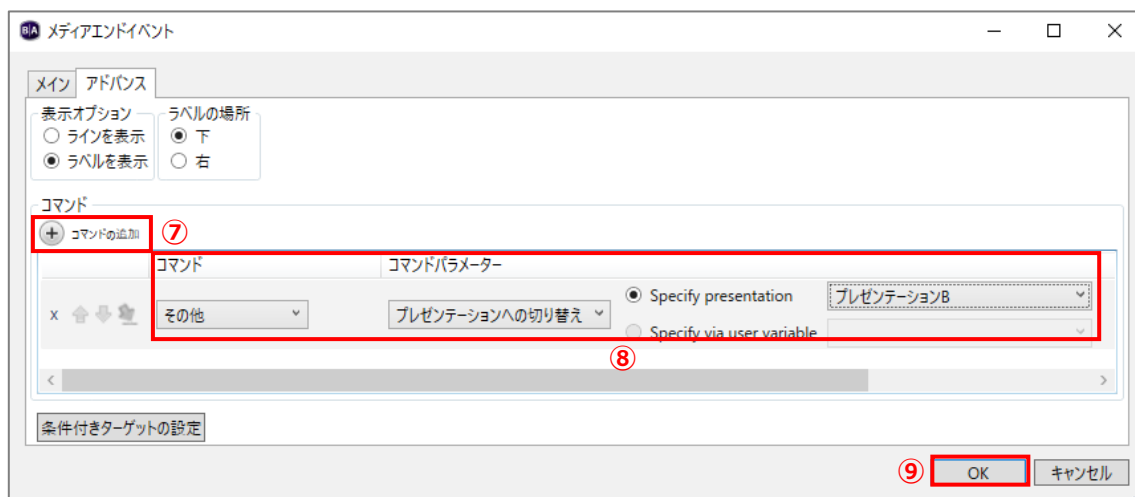 B|A メディアエンドイベント
メイン アドバンス
表示オプション ラベルの場所
ラインを表示 下
ラベルを表示 右
コマンド
+ コマンドの追加 ⑦
コマンド コマンドパラメーター
x その他 プレゼンテーションへの切り替え Specify presentation プレゼンテーションB
Specify via user variable
⑧
条件付きターゲットの設定
⑨ OK キャンセル